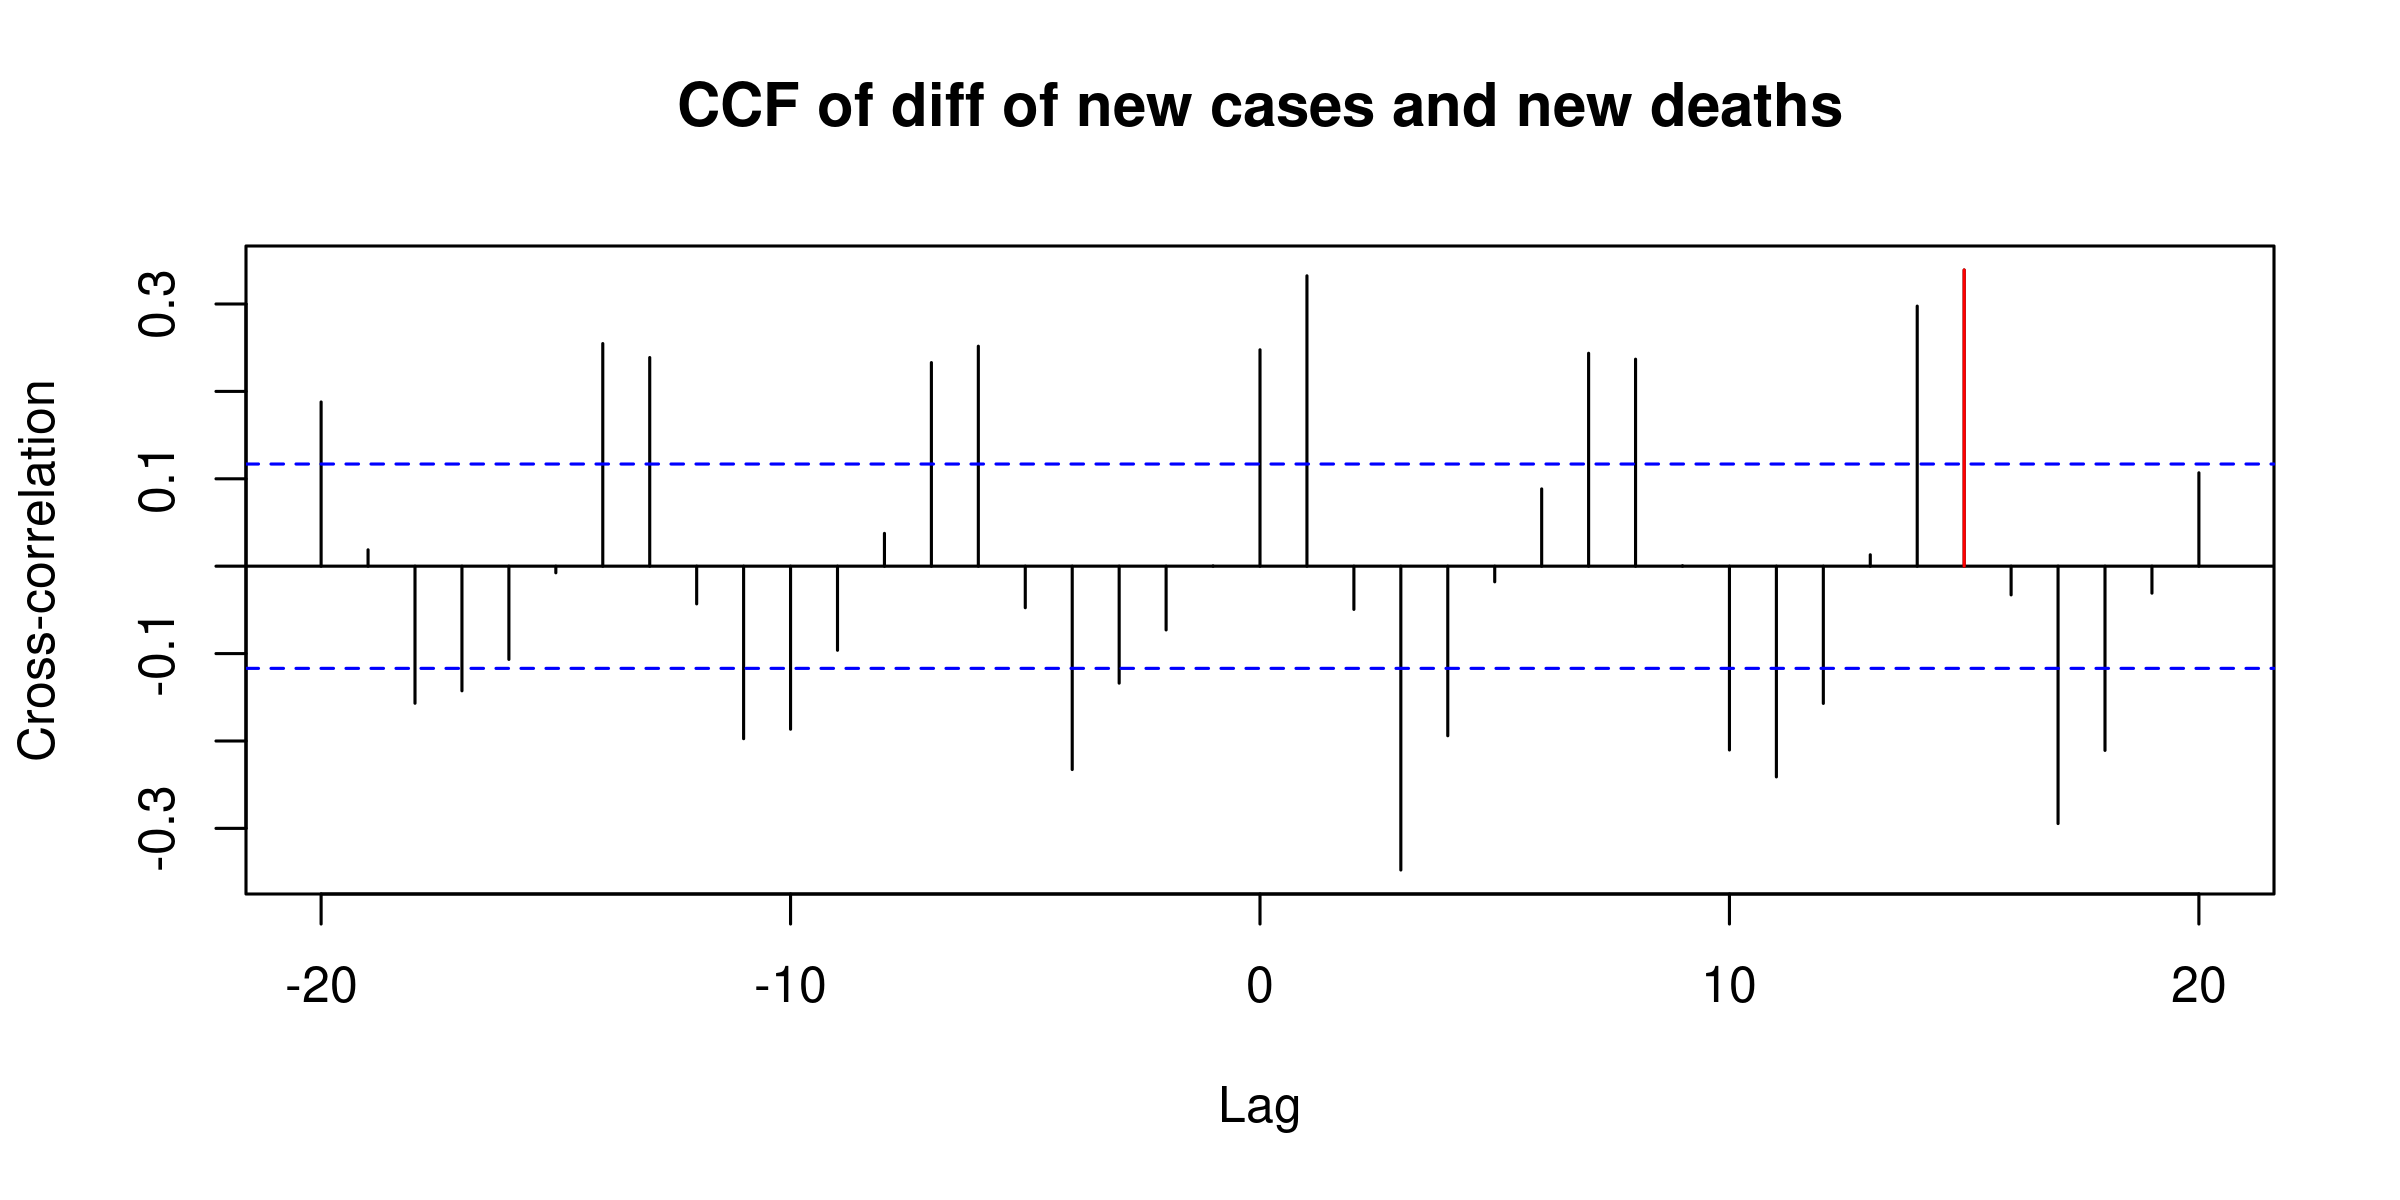 CCF of diff of new cases and new deaths
Cross-correlation
0.3
0.1
-0.1
-0.3
-20 -10 0 10 20
Lag